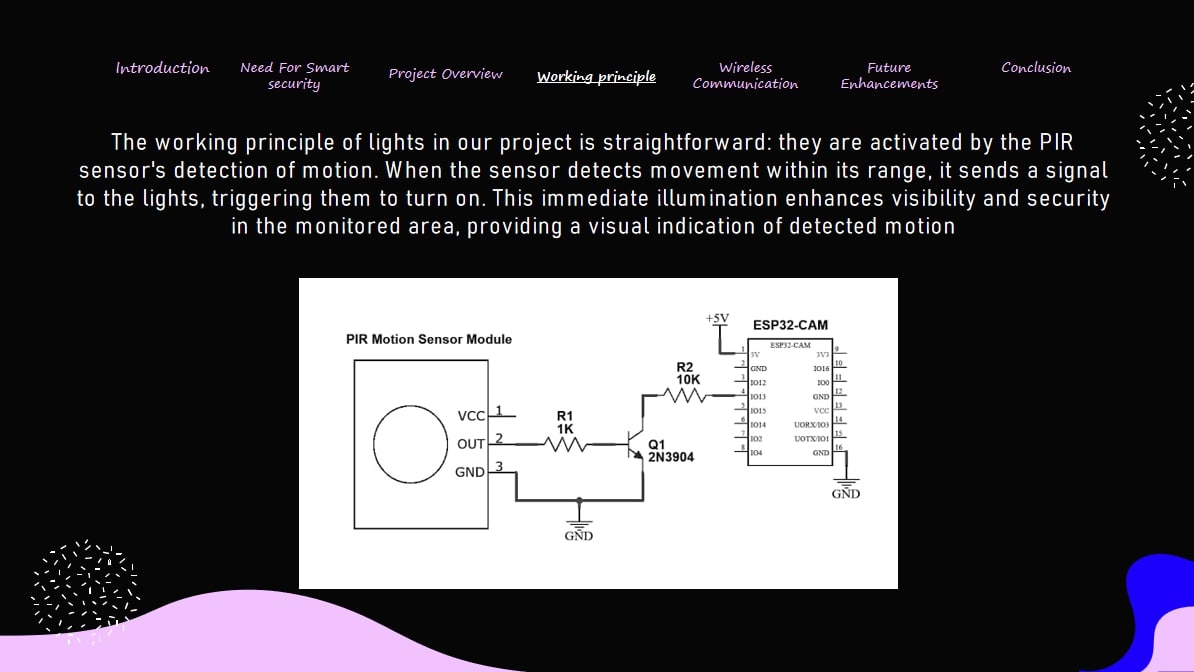 Introduction
Need For Smart
security
Project Overview
Working principle
Wireless
Communication
Future
Enhancements
Conclusion
The working principle of lights in our project is straightforward: they are activated by the PIR
sensor's detection of motion. When the sensor detects movement within its range, it sends a signal
to the lights, triggering them to turn on. This immediate illumination enhances visibility and security
in the monitored area, providing a visual indication of detected motion
PIR Motion Sensor Module
VCC 1
OUT 2
GND 3
R1
1K
Q1
2N3904
GND
R2
10K
+5V
ESP32-CAM
ESP32-CAM
1 5V
2 GND
3 IO12
4 IO13
5 IO15
6 IO14
7 IO2
8 IO4
3V3 9
IO16 10
IO0 11
GND 12
VCC 13
UORX/IO3 14
UOTX/IO1 15
GND 16
GND